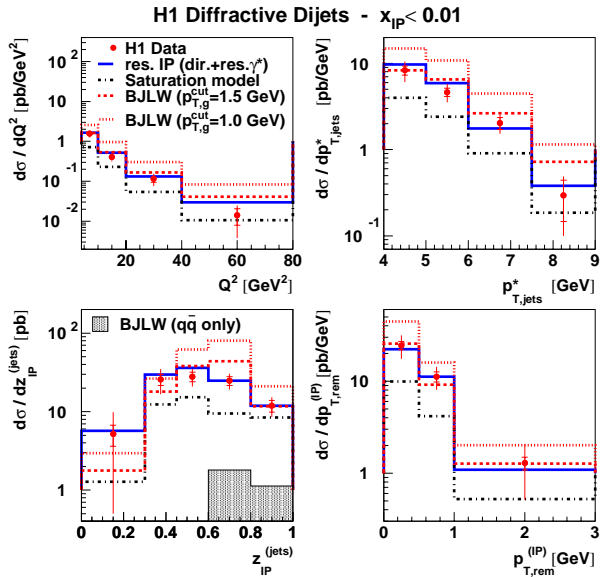 H1 Diffractive Dijets - x_IP < 0.01
dσ / dQ² [pb/GeV²]
10²
10
1
10⁻¹
10⁻²
H1 Data
res. IP (dir.+res.γ*)
Saturation model
BJLW (p_T,g^cut=1.5 GeV)
BJLW (p_T,g^cut=1.0 GeV)
20 40 60 80
Q² [GeV²]
dσ / dp*_T,jets [pb/GeV]
10
1
10⁻¹
4 5 6 7 8 9
p*_T,jets [GeV]
dσ / dz_IP^(jets) [pb]
10²
10
1
BJLW (qq̄ only)
0 0.2 0.4 0.6 0.8 1
z_IP^(jets)
dσ / dp_T,rem^(IP) [pb/GeV]
10
1
0 1 2 3
p_T,rem^(IP) [GeV]